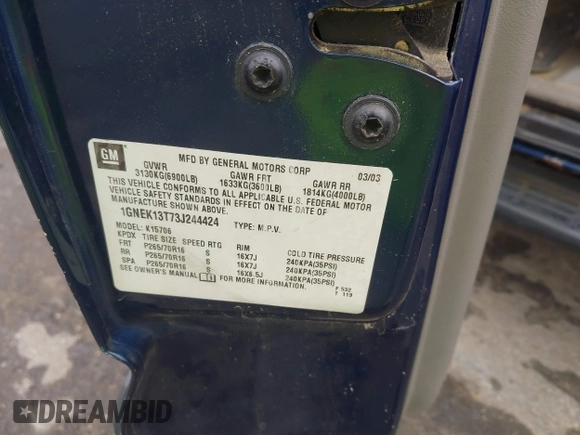 GM
MFD BY GENERAL MOTORS CORP 03/03
GVWR GAWR FRT GAWR RR
3130KG(6900LB) 1633KG(3600LB) 1814KG(4000LB)
THIS VEHICLE CONFORMS TO ALL APPLICABLE U.S. FEDERAL MOTOR
VEHICLE SAFETY STANDARDS IN EFFECT ON THE DATE OF
MANUFACTURE SHOWN ABOVE.
1GNEK13T73J244424 TYPE: M.P.V.
MODEL: K15706
KPDX TIRE SIZE SPEED RTG RIM COLD TIRE PRESSURE
FRT P265/70R16 S 16X7J 240KPA(35PSI)
RR P265/70R16 S 16X7J 240KPA(35PSI)
SPA P265/70R16 S 16X6.5J 240KPA(35PSI)
SEE OWNER'S MANUAL FOR MORE INFORMATION.
P 532
T 119
DREAMBID